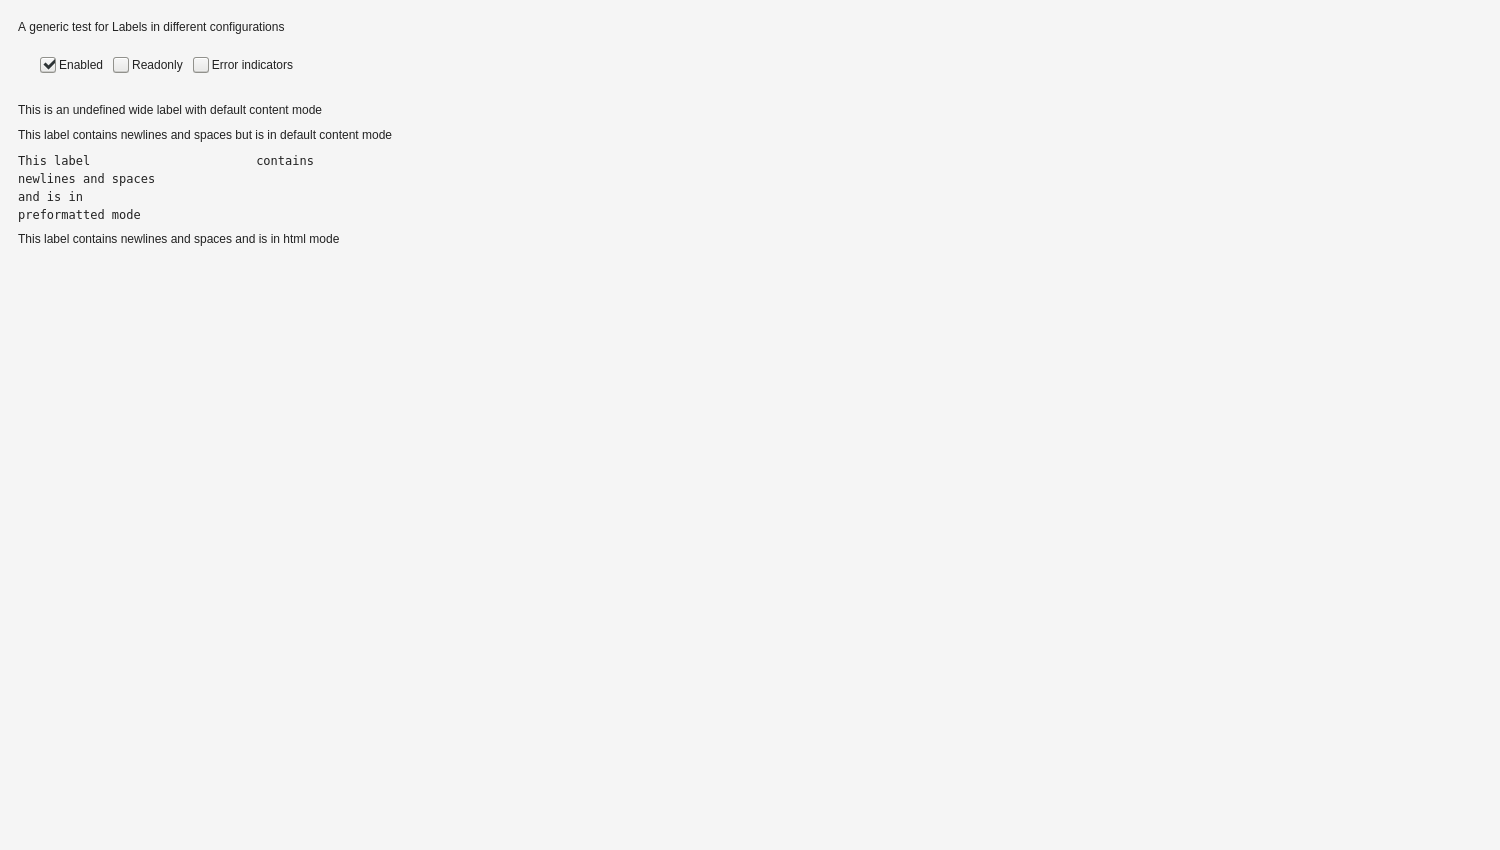 A generic test for Labels in different configurations
Enabled Readonly Error indicators
This is an undefined wide label with default content mode
This label contains newlines and spaces but is in default content mode
This label                       contains
newlines and spaces
and is in
preformatted mode
This label contains newlines and spaces and is in html mode